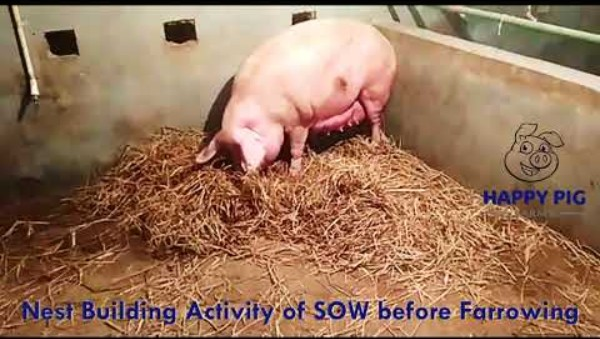 HAPPY PIG
Nest Building Activity of SOW before Farrowing